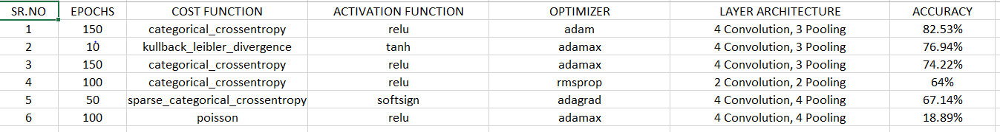 SR.NO EPOCHS COST FUNCTION ACTIVATION FUNCTION OPTIMIZER LAYER ARCHITECTURE ACCURACY
1 150 categorical_crossentropy relu adam 4 Convolution, 3 Pooling 82.53%
2 10 kullback_leibler_divergence tanh adamax 4 Convolution, 3 Pooling 76.94%
3 150 categorical_crossentropy relu adamax 4 Convolution, 3 Pooling 74.22%
4 100 categorical_crossentropy relu rmsprop 2 Convolution, 2 Pooling 64%
5 50 sparse_categorical_crossentropy softsign adagrad 4 Convolution, 4 Pooling 67.14%
6 100 poisson relu adamax 4 Convolution, 4 Pooling 18.89%